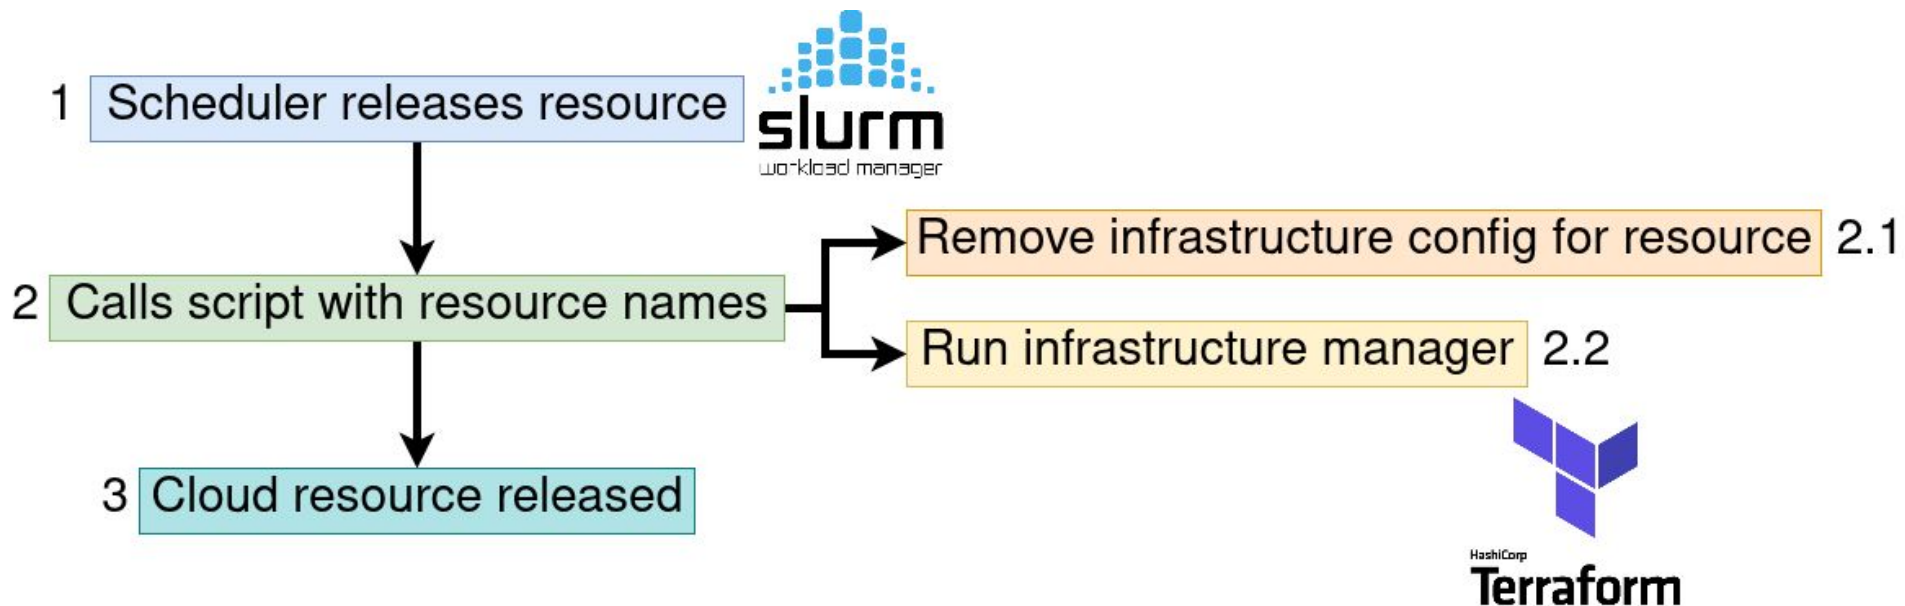 1 Scheduler releases resource
slurm
workload manager
Remove infrastructure config for resource 2.1
2 Calls script with resource names
Run infrastructure manager 2.2
3 Cloud resource released
HashiCorp
Terraform